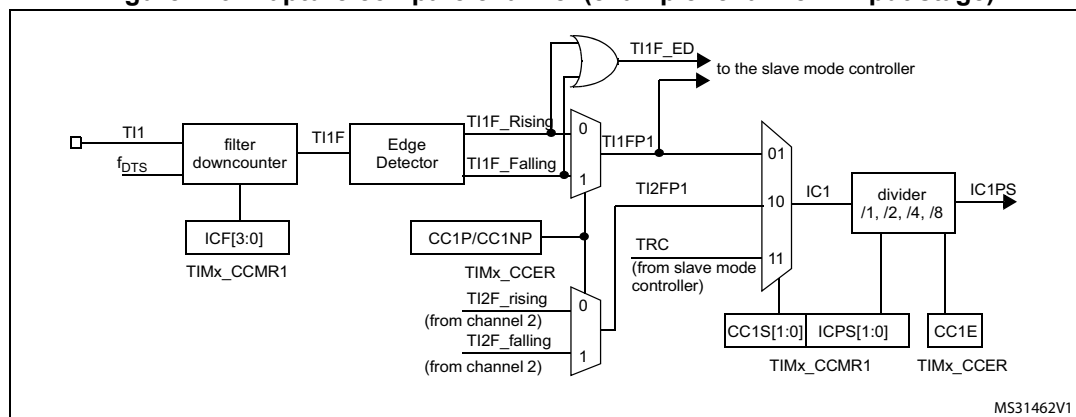 TI1F_ED
to the slave mode controller
TI1
f_DTS
filter
downcounter
TI1F
Edge
Detector
TI1F_Rising
TI1F_Falling
0
1
TI1FP1
01
TI2FP1
10
IC1
divider
/1, /2, /4, /8
IC1PS
ICF[3:0]
TIMx_CCMR1
CC1P/CC1NP
TIMx_CCER
TRC
(from slave mode
controller)
11
TI2F_rising
(from channel 2)
TI2F_falling
(from channel 2)
0
1
CC1S[1:0]
ICPS[1:0]
CC1E
TIMx_CCMR1
TIMx_CCER
MS31462V1